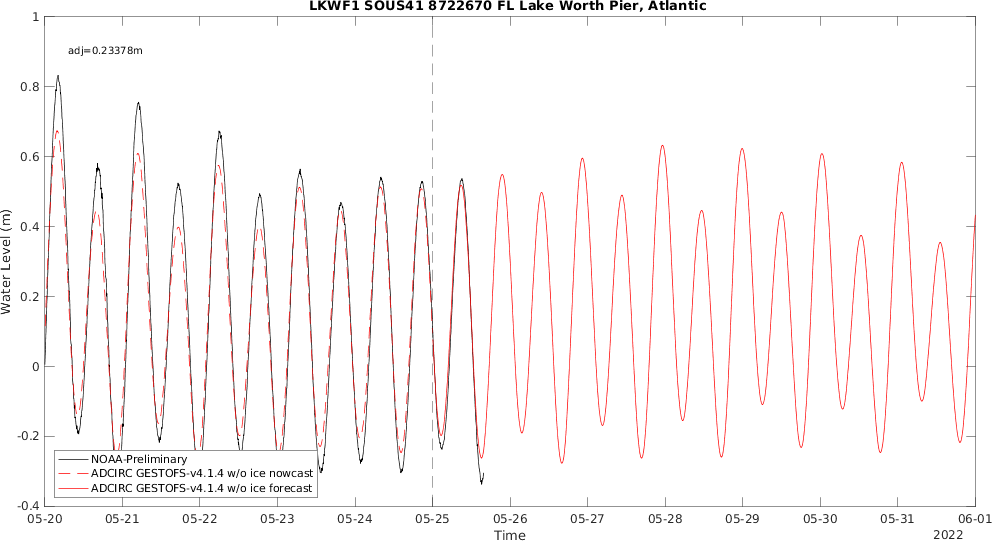 LKWF1 SOUS41 8722670 FL Lake Worth Pier, Atlantic
1
adj=0.23378m
0.8
0.6
0.4
0.2
0
-0.2
-0.4
Water Level (m)
NOAA-Preliminary
ADCIRC GESTOFS-v4.1.4 w/o ice nowcast
ADCIRC GESTOFS-v4.1.4 w/o ice forecast
05-20 05-21 05-22 05-23 05-24 05-25 05-26 05-27 05-28 05-29 05-30 05-31 06-01
Time
2022